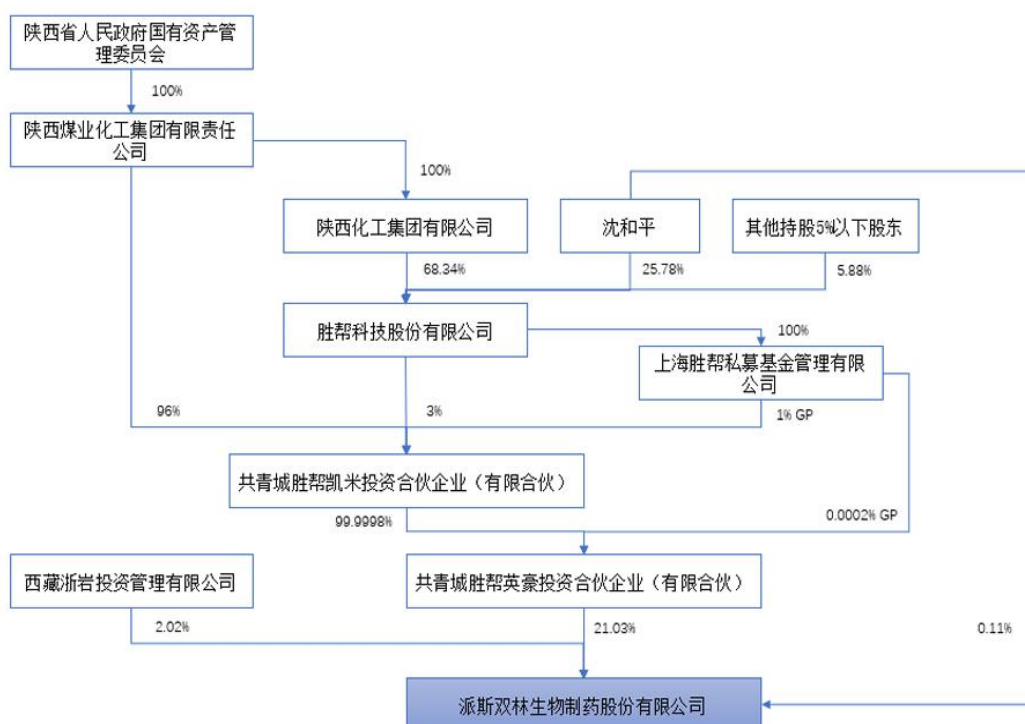 陕西省人民政府国有资产管
理委员会
100%
陕西煤业化工集团有限责任
公司
100%
陕西化工集团有限公司
沈和平
其他持股5%以下股东
68.34%
25.78%
5.88%
胜帮科技股份有限公司
100%
上海胜帮私募基金管理有限
公司
96%
3%
1% GP
共青城胜帮凯米投资合伙企业（有限合伙）
99.9998%
0.0002% GP
西藏浙岩投资管理有限公司
共青城胜帮英豪投资合伙企业（有限合伙）
2.02%
21.03%
0.11%
派斯双林生物制药股份有限公司